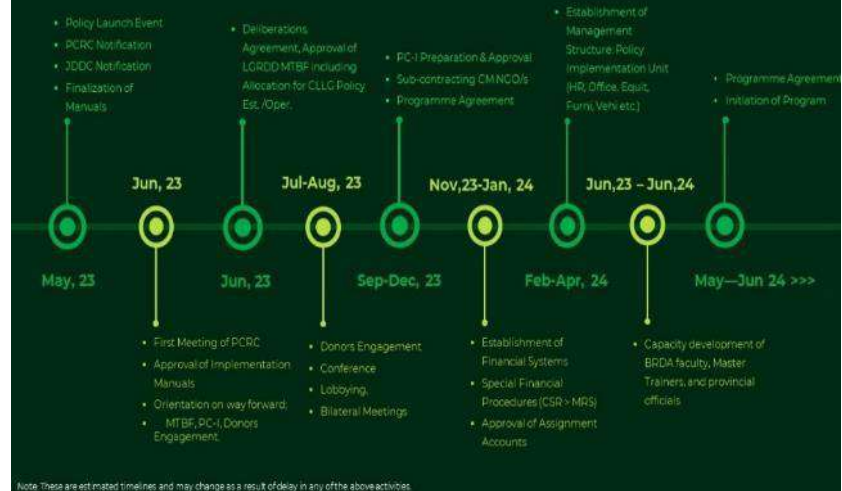 • Policy Launch Event
• PCRC Notification
• JDDC Notification
• Finalization of
Manuals
• Deliberations,
Agreement, Approval of
LGRDD MTBF including
Allocation for CLLG Policy
Est. /Oper.
• PC-I Preparation & Approval
• Sub-contracting CMNGO/s
• Programme Agreement
• Establishment of
Management
Structure: Policy
Implementation Unit
(HR, Office, Equit,
Furni, Vehi etc.)
• Programme Agreement
• Initiation of Program
Jun, 23
Jul-Aug, 23
Nov,23-Jan, 24
Jun,23 – Jun,24
May, 23
Jun, 23
Sep-Dec, 23
Feb-Apr, 24
May—Jun 24 >>>
• First Meeting of PCRC
• Approval of Implementation
Manuals
• Orientation on way forward;
• MTBF, PC-I, Donors
Engagement.
• Donors Engagement
• Conference
• Lobbying,
• Bilateral Meetings
• Establishment of
Financial Systems
• Special Financial
Procedures (CSR > MRS)
• Approval of Assignment
Accounts
• Capacity development of
BRDA faculty, Master
Trainers, and provincial
officials
Note: These are estimated timelines and may change as a result of delay in any of the above activities.